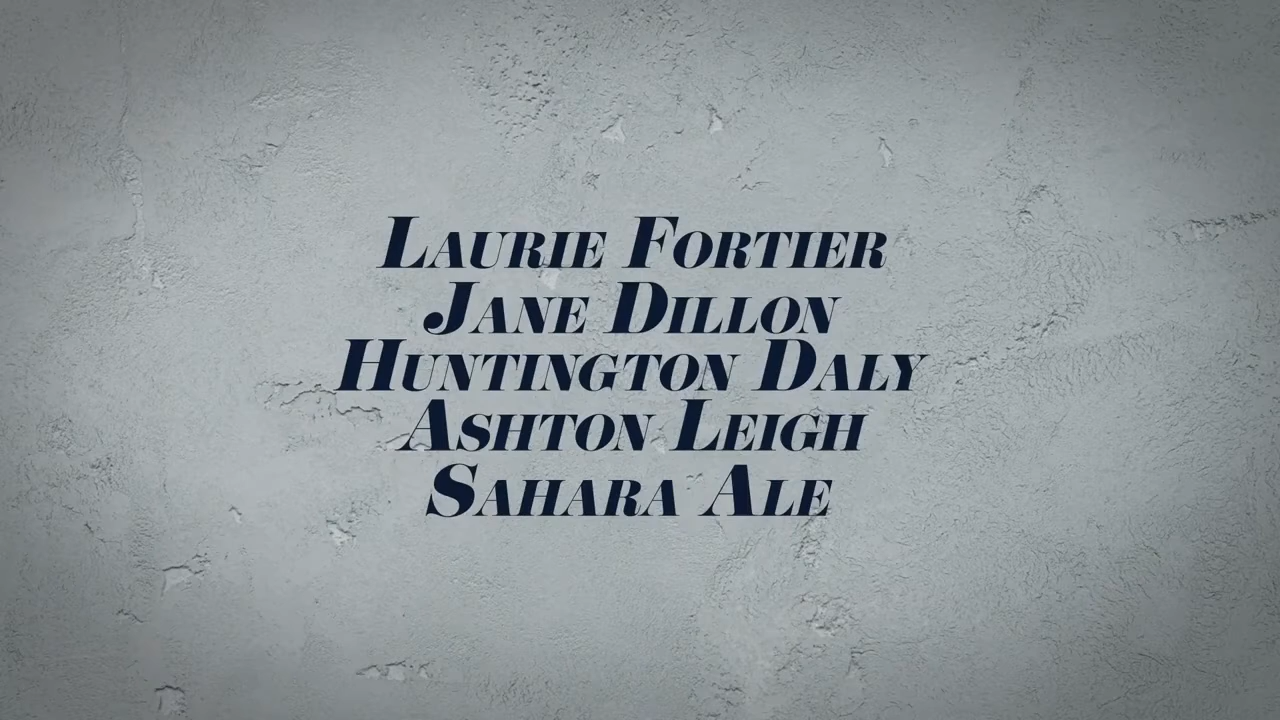 Laurie Fortier
Jane Dillon
Huntington Daly
Ashton Leigh
Sahara Ale